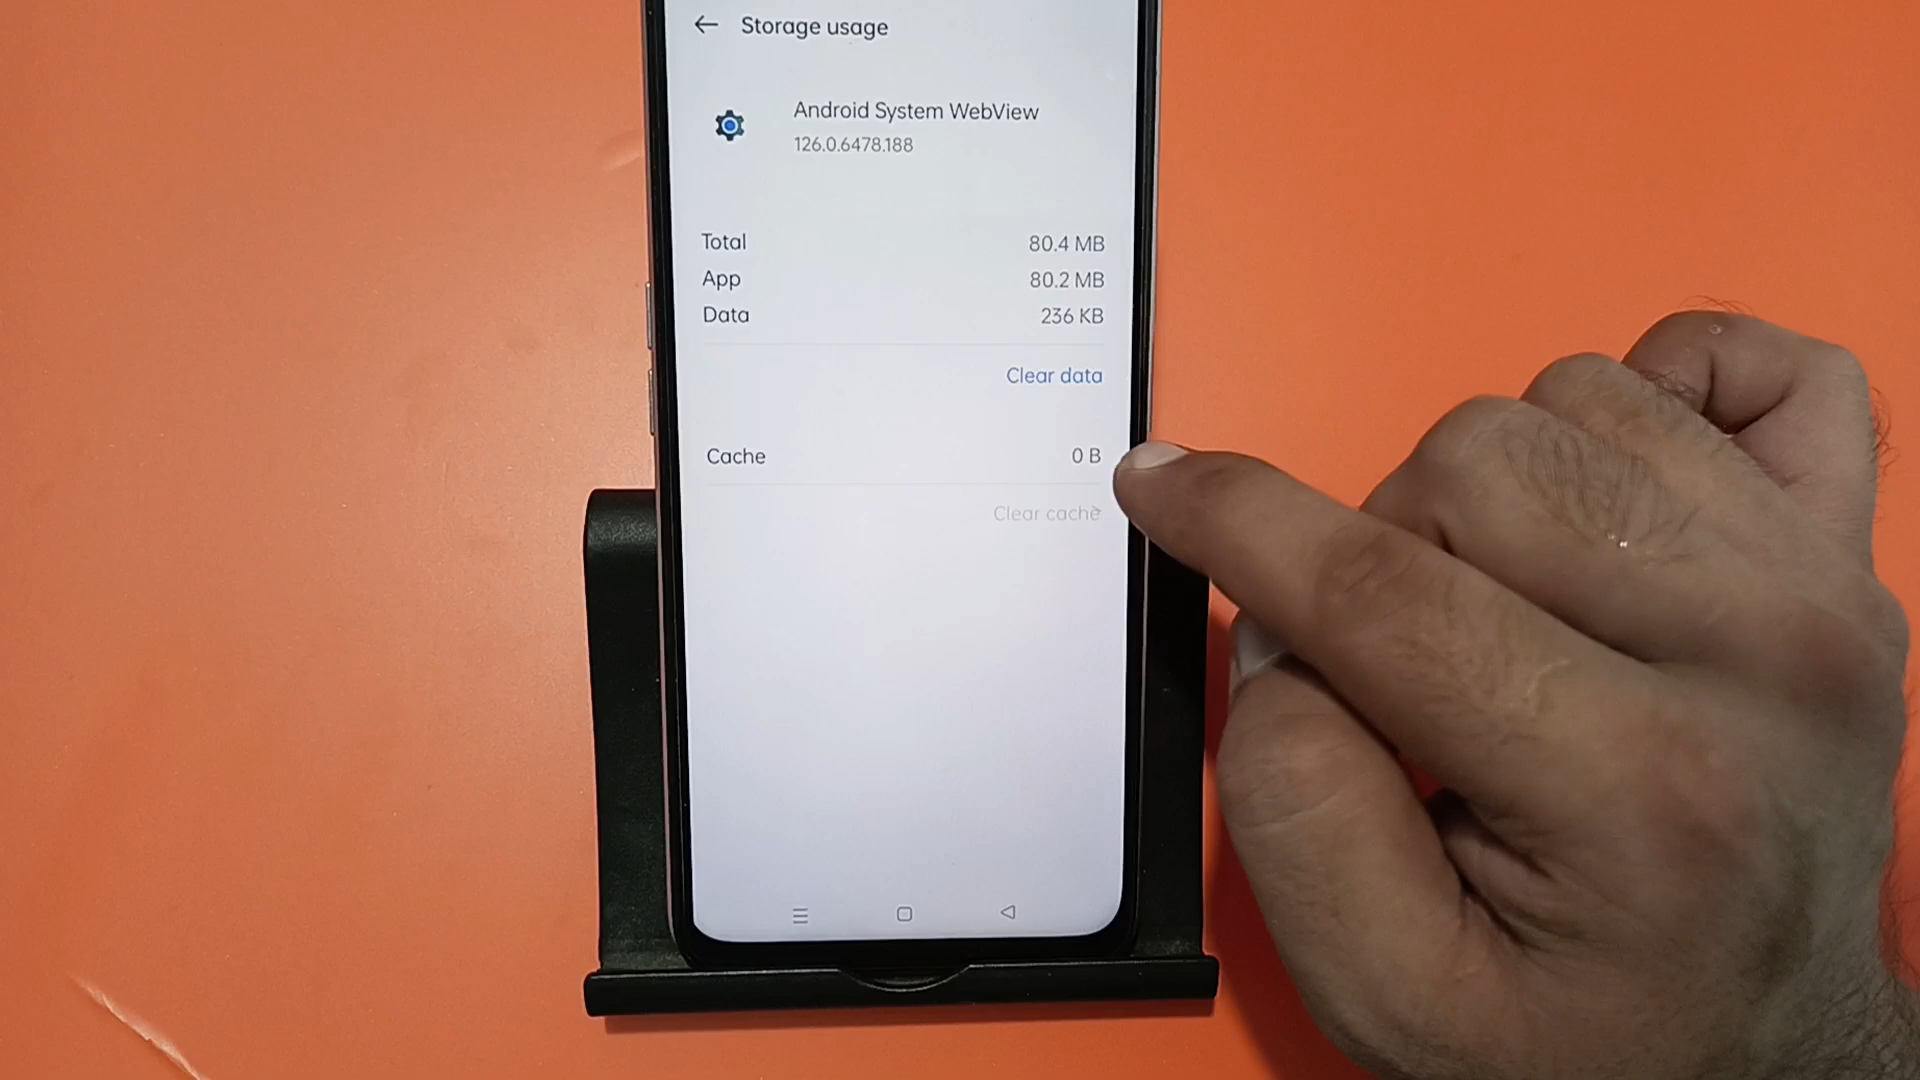 Storage usage
Android System WebView
126.0.6478.188
Total 80.4 MB
App 80.2 MB
Data 236 KB
Clear data
Cache 0 B
Clear cache